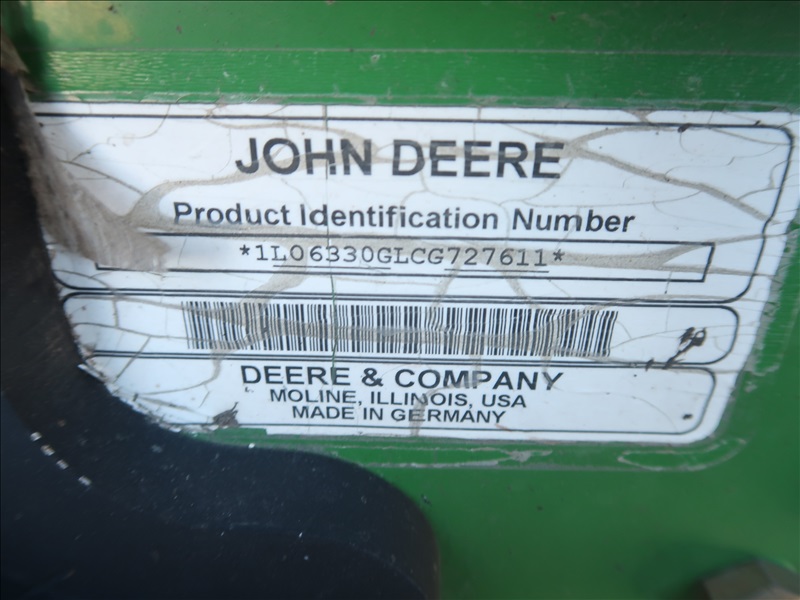 JOHN DEERE
Product Identification Number
*1L06330GLCG727611*
DEERE & COMPANY
MOLINE, ILLINOIS, USA
MADE IN GERMANY